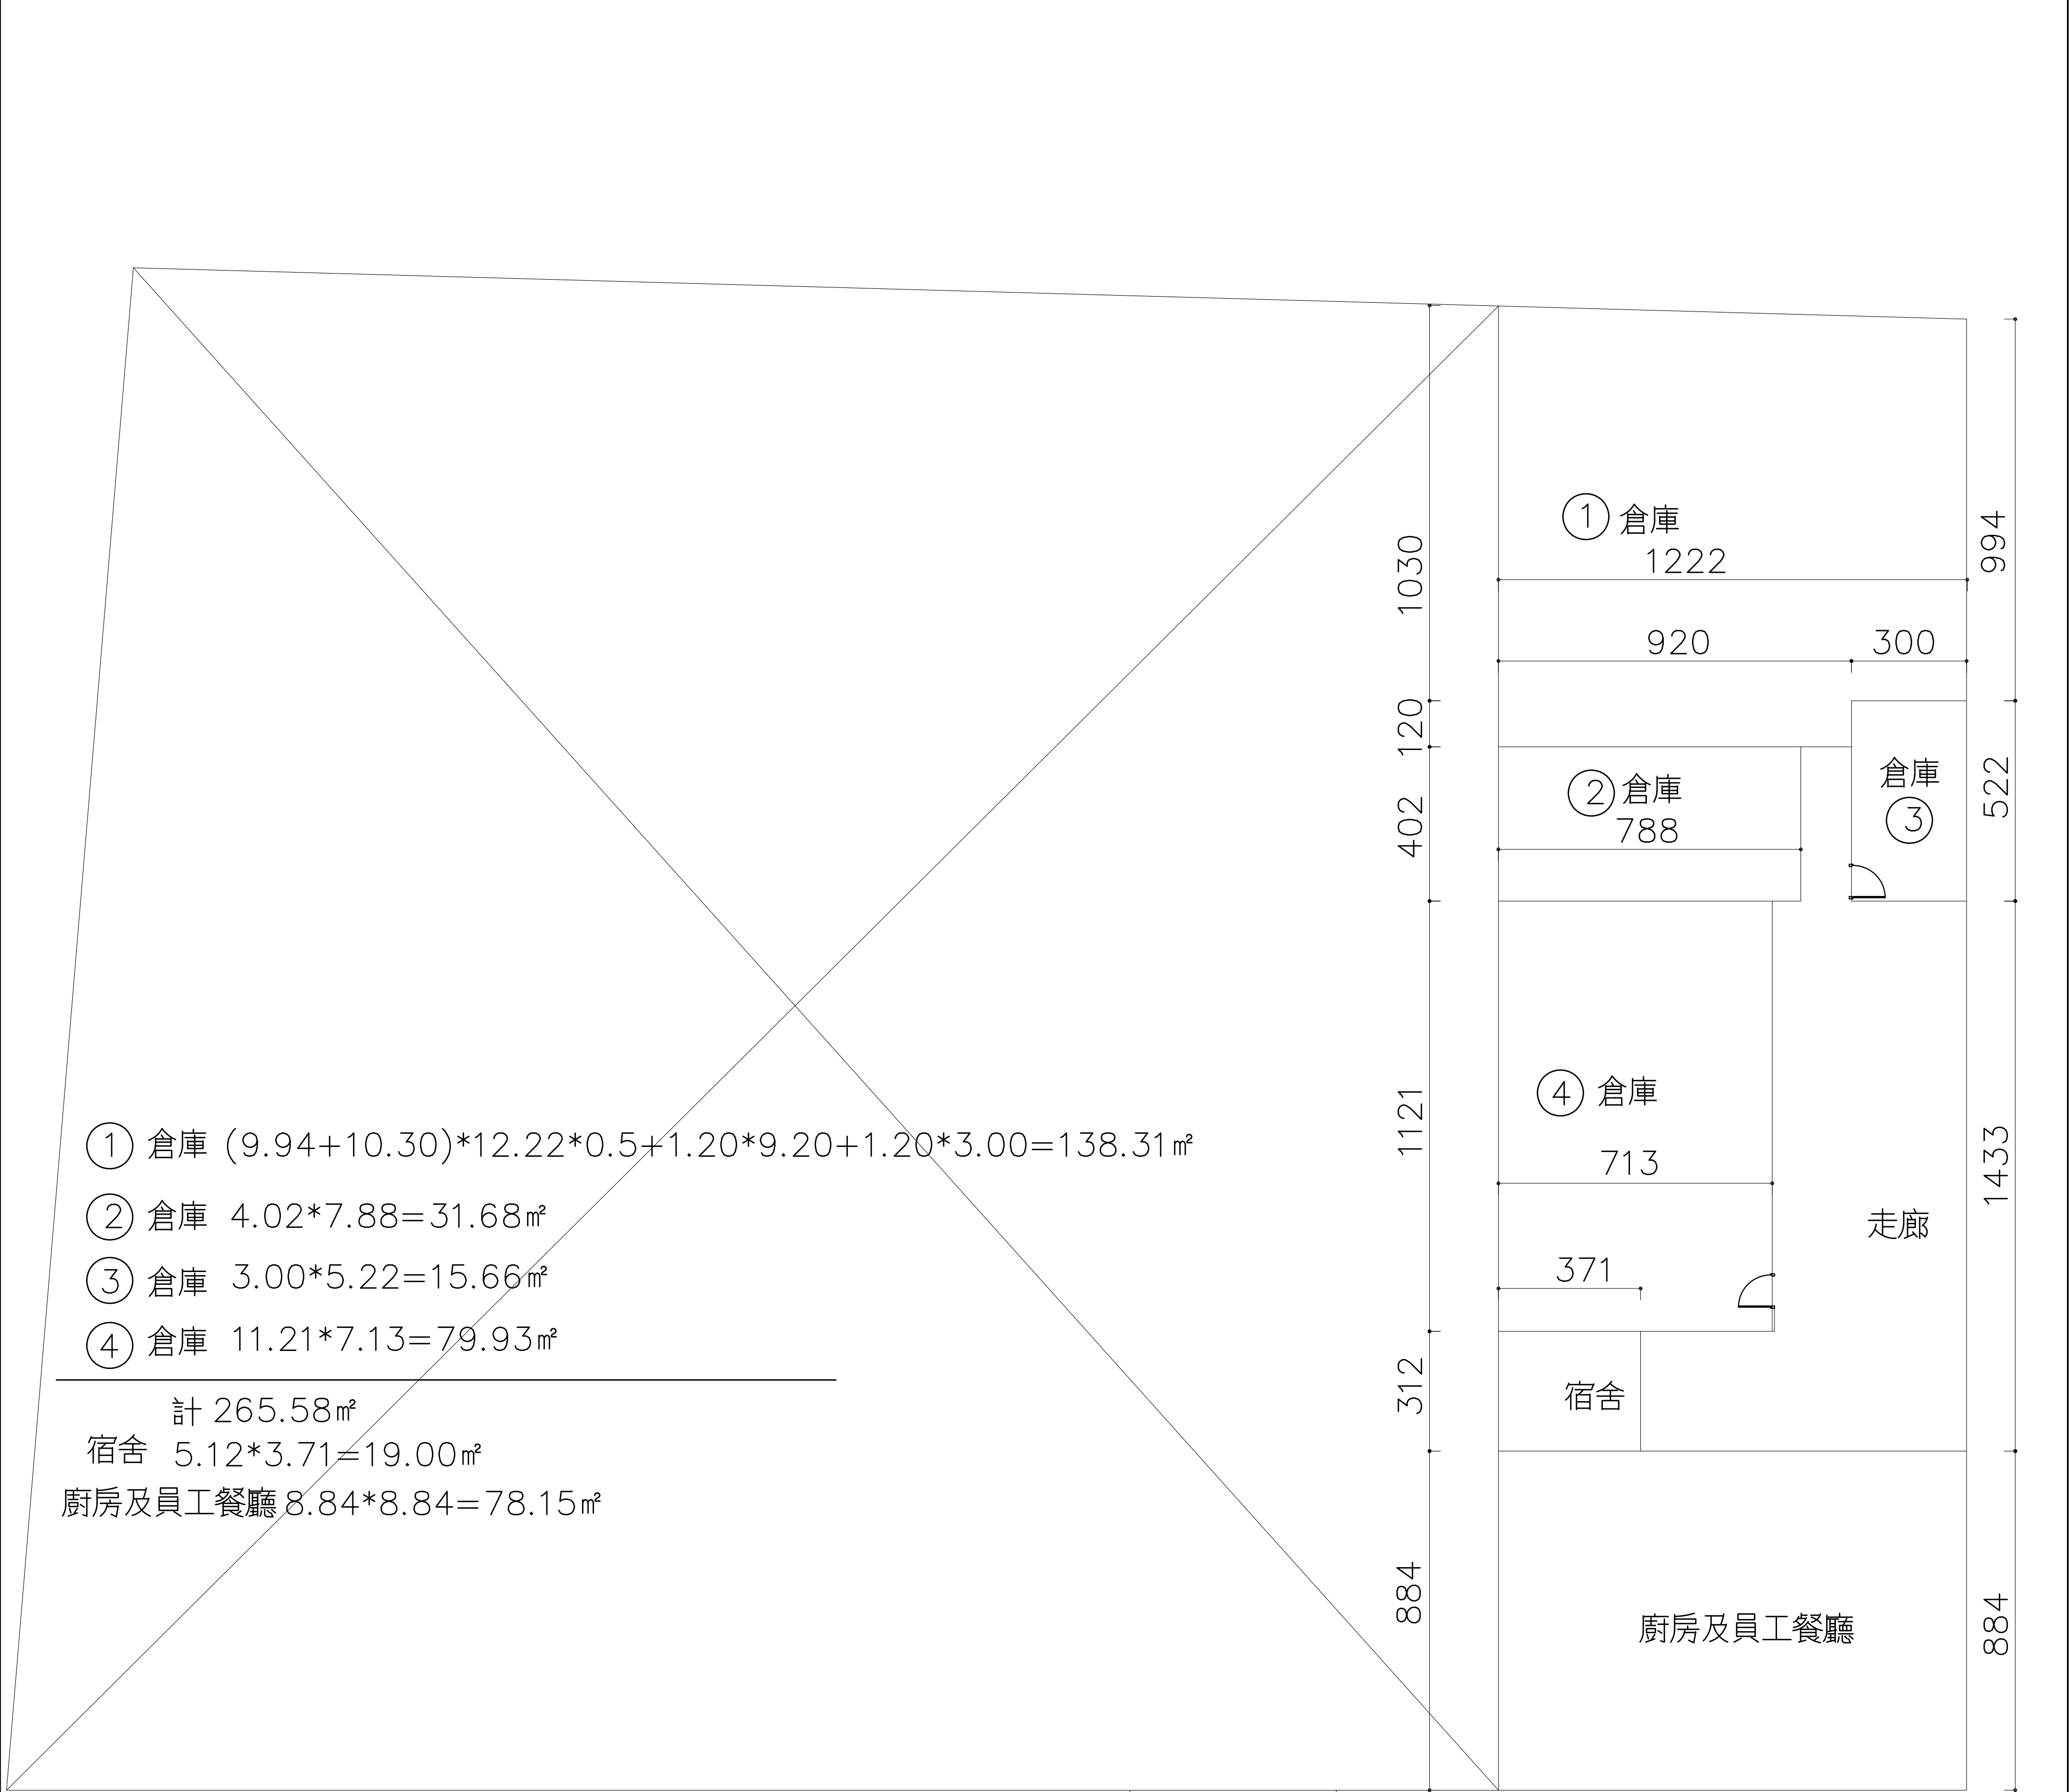 ① 倉庫
1222
994
1030
920
300
120
② 倉庫
788
402
倉庫
③
522
④ 倉庫
713
1121
371
走廊
1433
宿舍
312
884
廚房及員工餐廳
884
① 倉庫 (9.94+10.30)*12.22*0.5+1.20*9.20+1.20*3.00=138.31㎡
② 倉庫 4.02*7.88=31.68㎡
③ 倉庫 3.00*5.22=15.66㎡
④ 倉庫 11.21*7.13=79.93㎡
計 265.58㎡
宿舍 5.12*3.71=19.00㎡
廚房及員工餐廳 8.84*8.84=78.15㎡